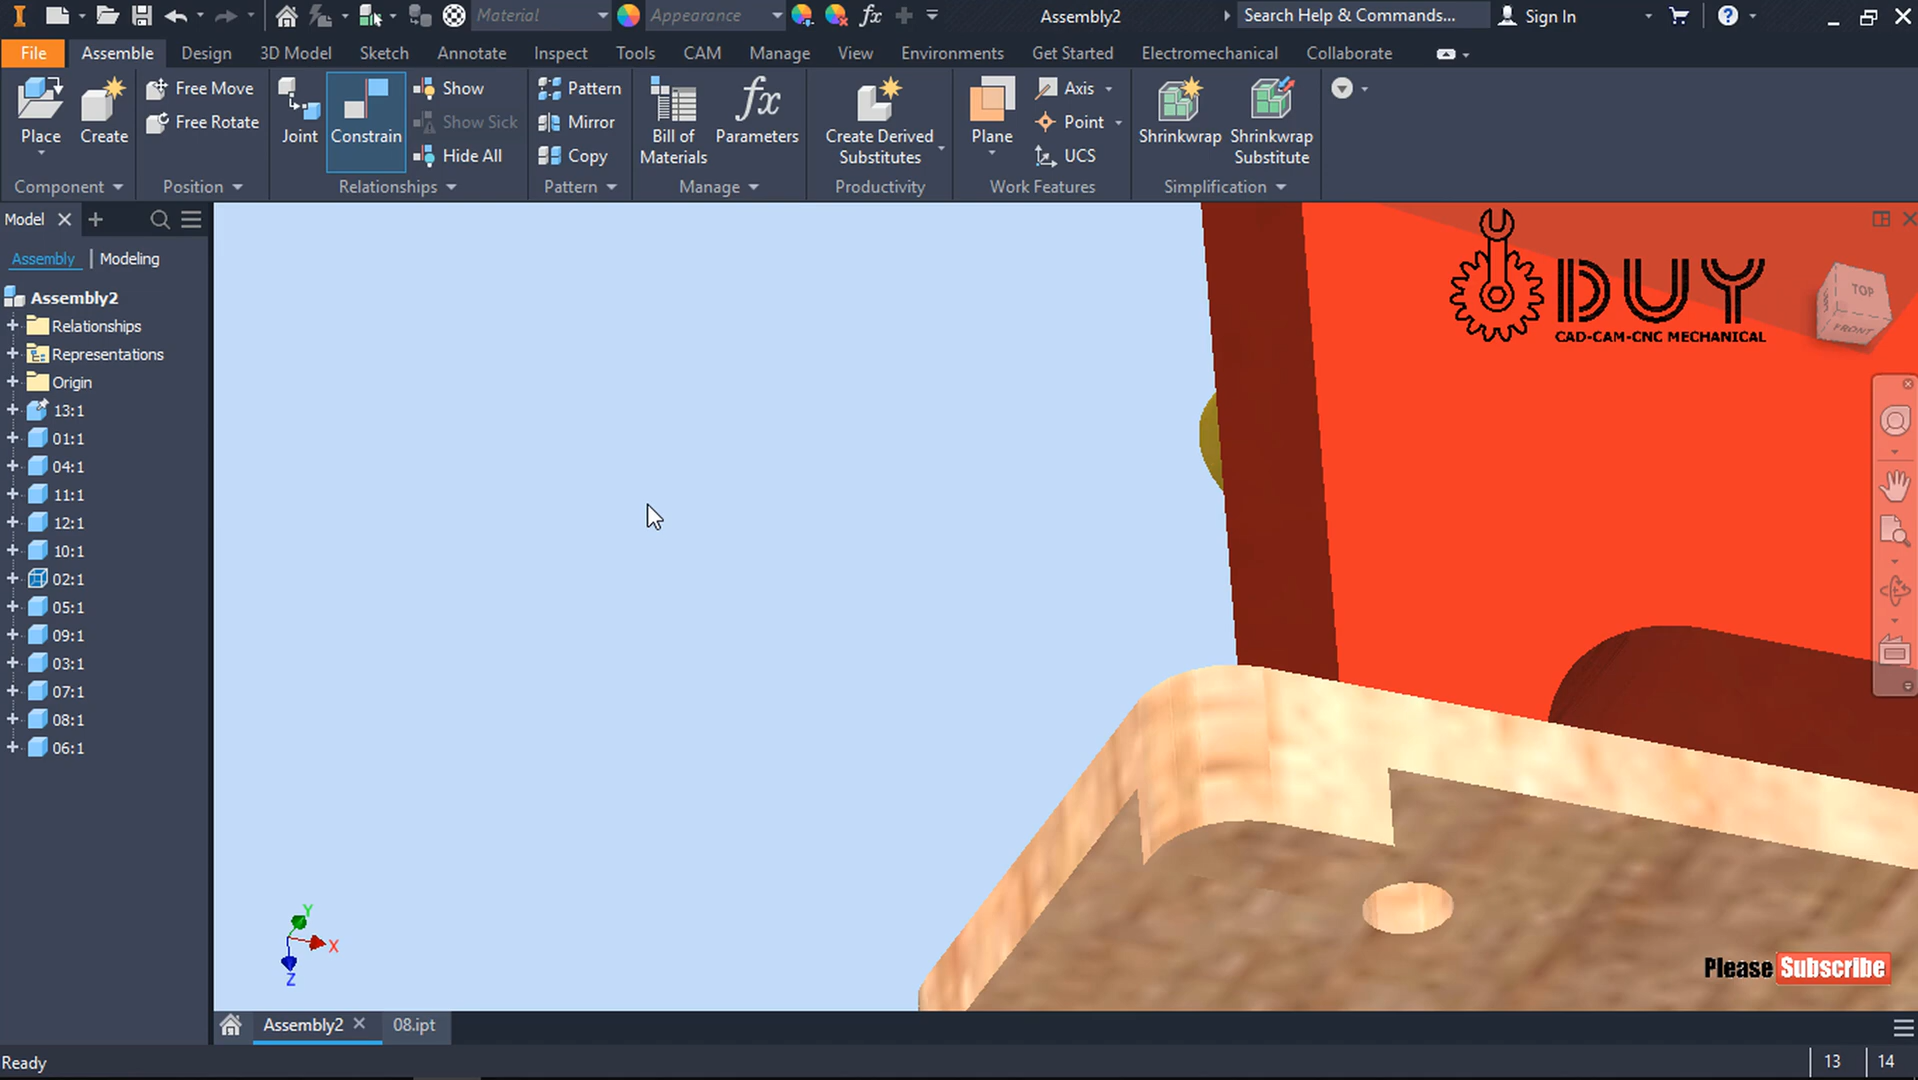 Material
Appearance
Assembly2
Search Help & Commands...
Sign In
File
Assemble
Design
3D Model
Sketch
Annotate
Inspect
Tools
CAM
Manage
View
Environments
Get Started
Electromechanical
Collaborate
Place
Create
Free Move
Free Rotate
Joint
Constrain
Show
Show Sick
Hide All
Pattern
Mirror
Copy
Bill of
Materials
fx
Parameters
Create Derived
Substitutes
Plane
Axis
Point
UCS
Shrinkwrap
Shrinkwrap
Substitute
Component
Position
Relationships
Pattern
Manage
Productivity
Work Features
Simplification
Model
Assembly
Modeling
Assembly2
Relationships
Representations
Origin
13:1
01:1
04:1
11:1
12:1
10:1
02:1
05:1
09:1
03:1
07:1
08:1
06:1
DUY
CAD-CAM-CNC MECHANICAL
TOP
FRONT
Y
X
Z
Please Subscribe
Assembly2
08.ipt
Ready
13
14